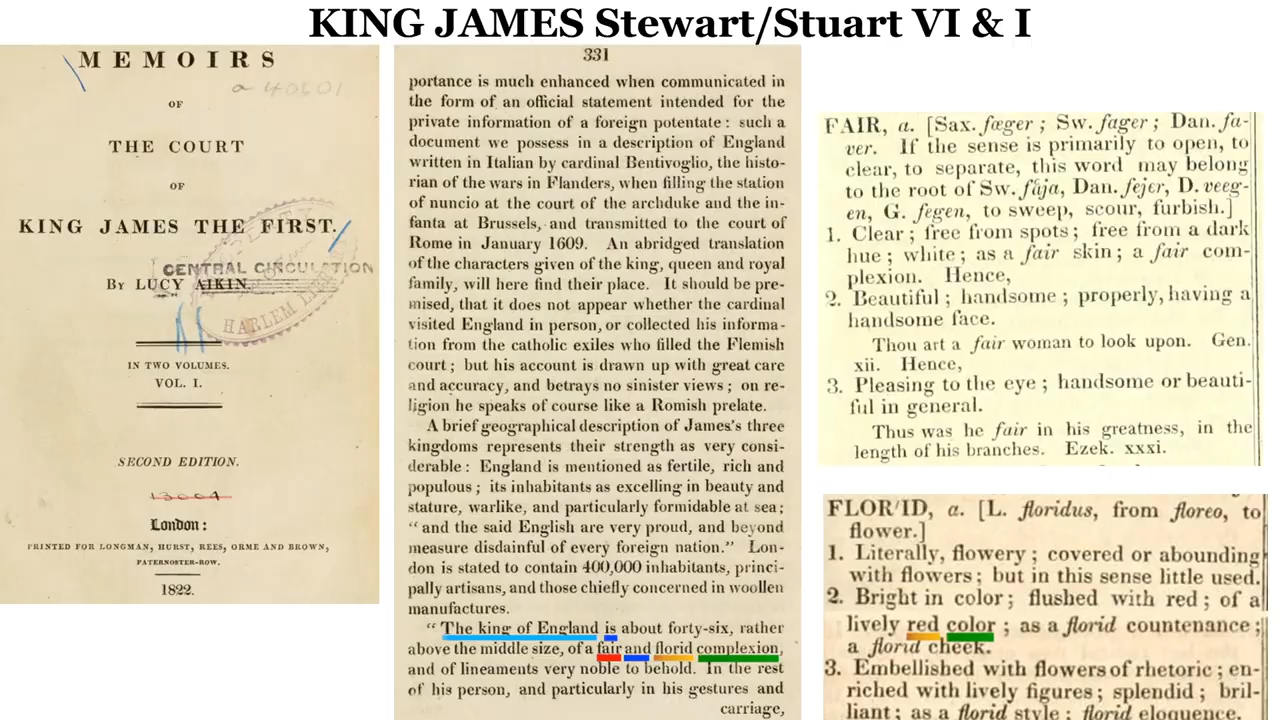 KING JAMES Stewart/Stuart VI & I
MEMOIRS
a 40501
OF
THE COURT
OF
KING JAMES THE FIRST.
CENTRAL CIRCULATION
BY LUCY AIKIN.
HARLEM
IN TWO VOLUMES.
VOL. I.
SECOND EDITION.
13004
London:
PRINTED FOR LONGMAN, HURST, REES, ORME AND BROWN,
PATERNOSTER-ROW.
1822.
331
portance is much enhanced when communicated in
the form of an official statement intended for the
private information of a foreign potentate: such a
document we possess in a description of England
written in Italian by cardinal Bentivoglio, the histo-
rian of the wars in Flanders, when filling the station
of nuncio at the court of the archduke and the in-
fanta at Brussels, and transmitted to the court of
Rome in January 1609. An abridged translation
of the characters given of the king, queen and royal
family, will here find their place. It should be pre-
mised, that it does not appear whether the cardinal
visited England in person, or collected his informa-
tion from the catholic exiles who filled the Flemish
court; but his account is drawn up with great care
and accuracy, and betrays no sinister views; on re-
ligion he speaks of course like a Romish prelate.
A brief geographical description of James's three
kingdoms represents their strength as very consi-
derable: England is mentioned as fertile, rich and
populous; its inhabitants as excelling in beauty and
stature, warlike, and particularly formidable at sea;
"and the said English are very proud, and beyond
measure disdainful of every foreign nation." Lon-
don is stated to contain 400,000 inhabitants, princi-
pally artisans, and those chiefly concerned in woollen
manufactures.
"The king of England is about forty-six, rather
above the middle size, of a fair and florid complexion,
and of lineaments very noble to behold. In the rest
of his person, and particularly in his gestures and
carriage,
FAIR, a. [Sax. fæger; Sw. fager; Dan. fa-
ver. If the sense is primarily to open, to
clear, to separate, this word may belong
to the root of Sw. fája, Dan. fejer, D. veeg-
en, G. fegen, to sweep, scour, furbish.]
1. Clear; free from spots; free from a dark
hue; white; as a fair skin; a fair com-
plexion. Hence,
2. Beautiful; handsome; properly, having a
handsome face.
Thou art a fair woman to look upon. Gen.
xii. Hence,
3. Pleasing to the eye; handsome or beauti-
ful in general.
Thus was he fair in his greatness, in the
length of his branches. Ezek. xxxi.
FLOR'ID, a. [L. floridus, from floreo, to
flower.]
1. Literally, flowery; covered or abounding
with flowers; but in this sense little used.
2. Bright in color; flushed with red; of a
lively red color; as a florid countenance;
a florid cheek.
3. Embellished with flowers of rhetoric; en-
riched with lively figures; splendid; bril-
liant; as a florid style; florid eloquence.